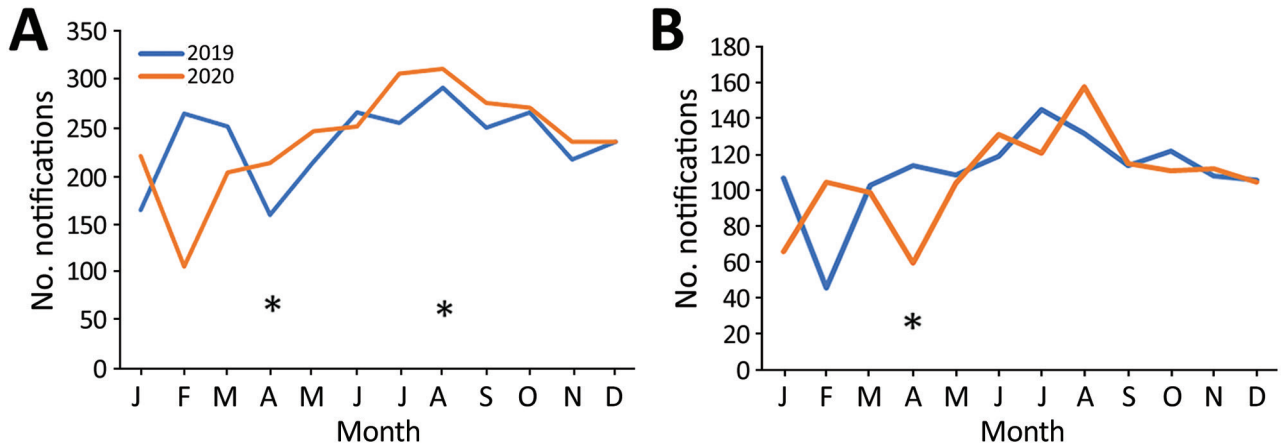 A
350
300
250
200
150
100
50
0
No. notifications
2019
2020
*
*
J F M A M J J A S O N D
Month
B
180
160
140
120
100
80
60
40
20
0
No. notifications
*
J F M A M J J A S O N D
Month